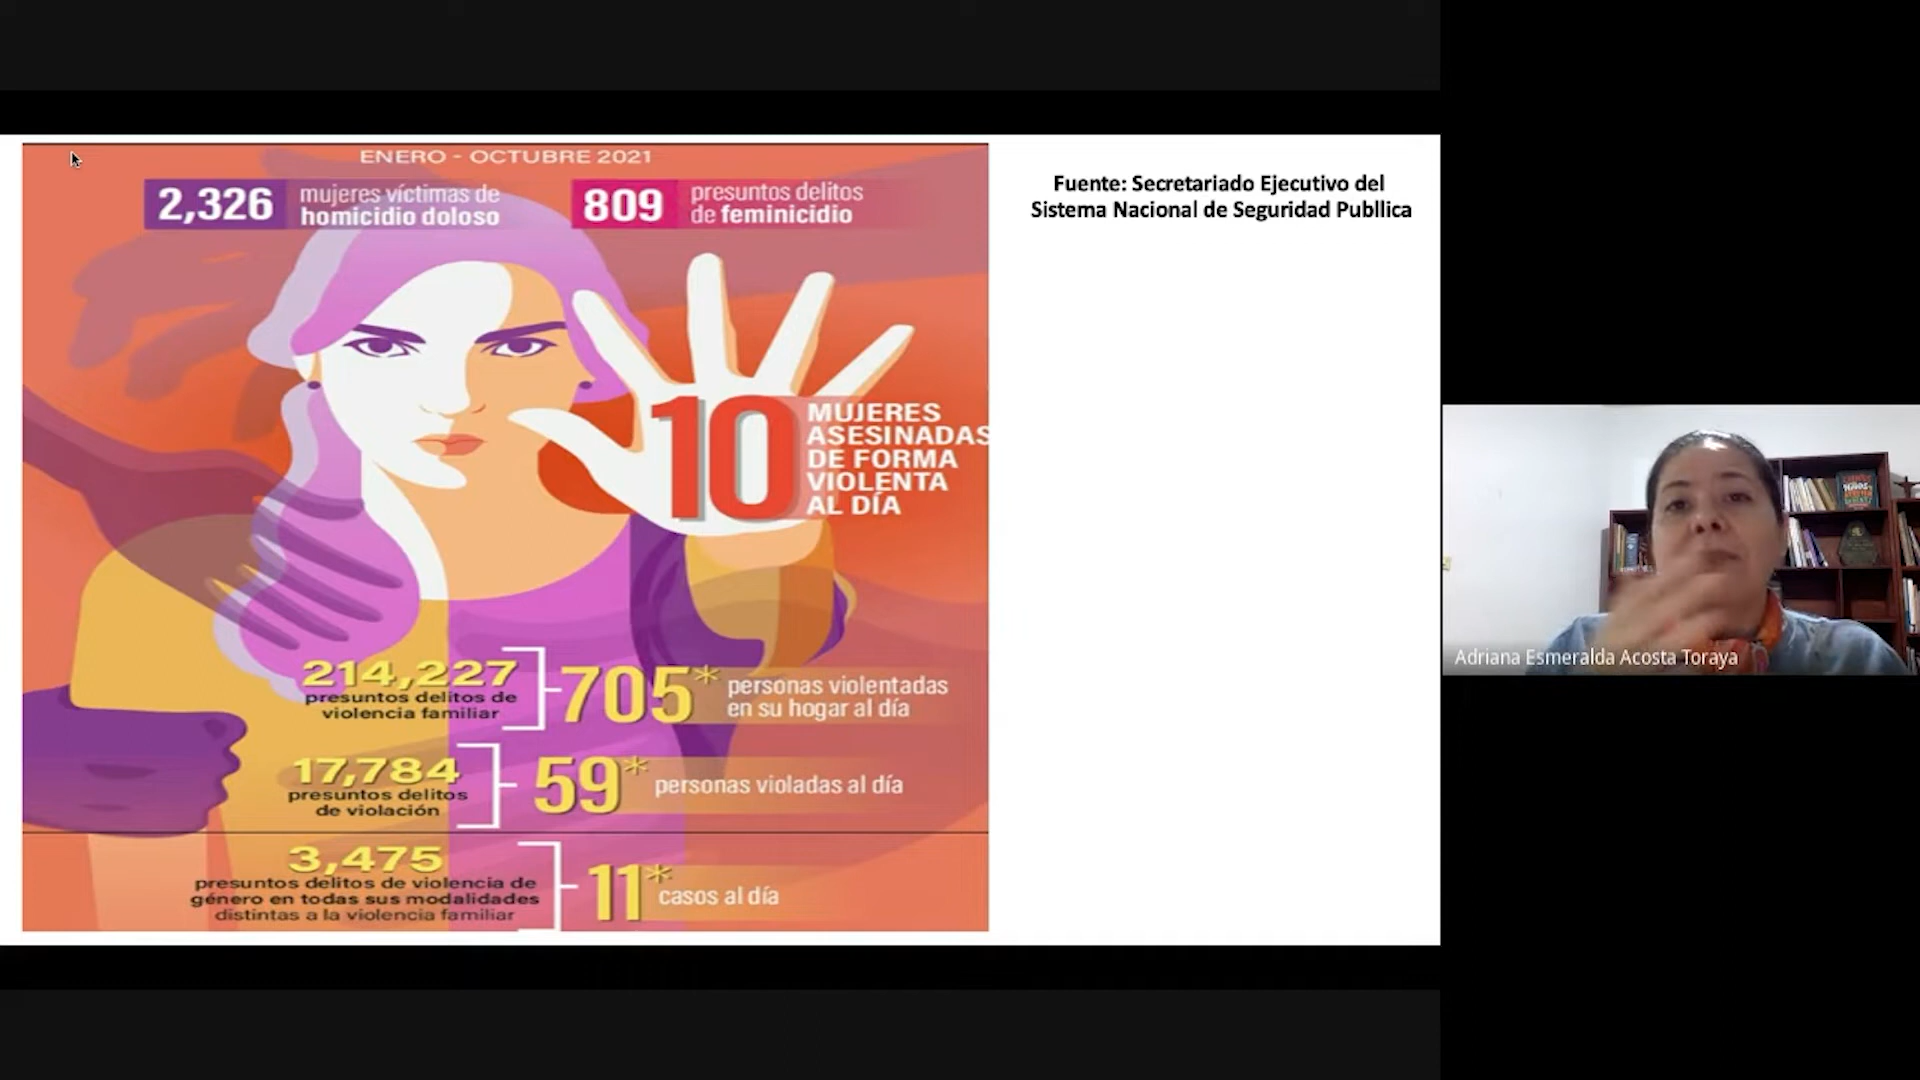 ENERO - OCTUBRE 2021
2,326
mujeres víctimas de
homicidio doloso
809
presuntos delitos
de feminicidio
10
MUJERES
ASESINADAS
DE FORMA
VIOLENTA
AL DÍA
214,227
presuntos delitos de
violencia familiar
705*
personas violentadas
en su hogar al día
17,784
presuntos delitos
de violación
59*
personas violadas al día
3,475
presuntos delitos de violencia de
género en todas sus modalidades
distintas a la violencia familiar
11*
casos al día
Fuente: Secretariado Ejecutivo del
Sistema Nacional de Seguridad Publlica
Adriana Esmeralda Acosta Toraya